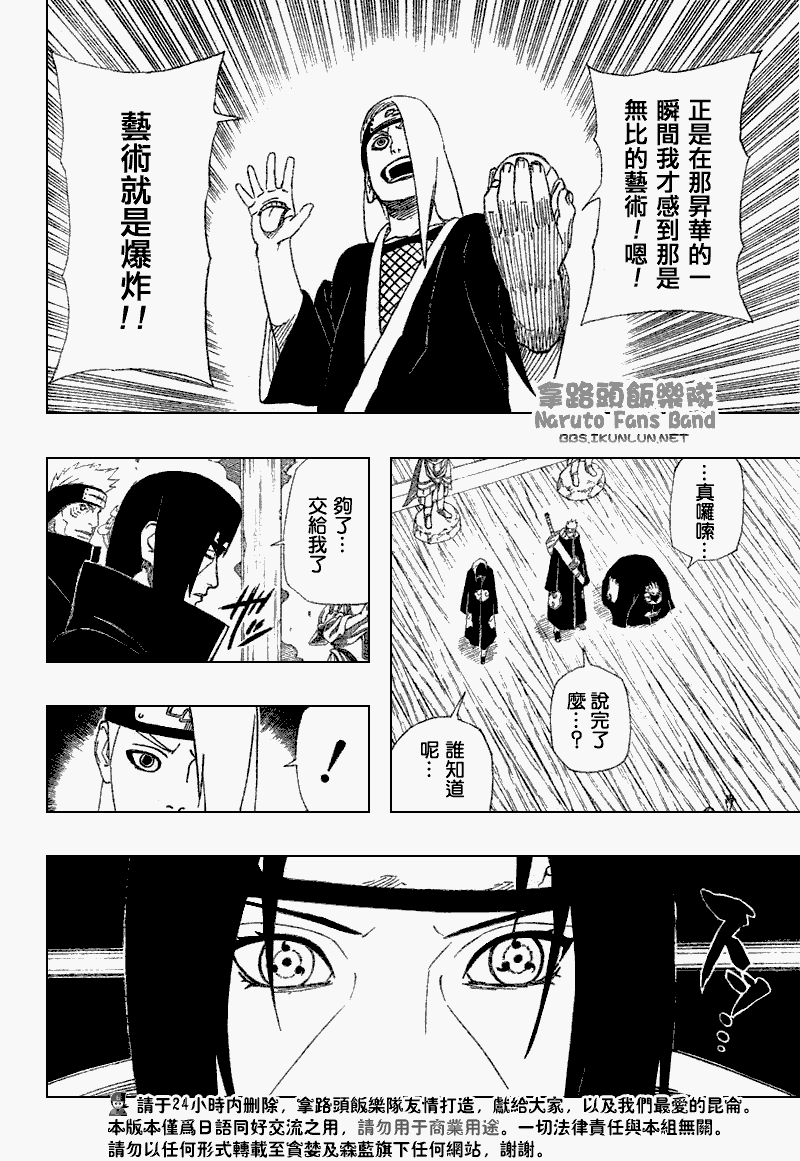 正是在那昇華的一
瞬間我才感到那是
無比的藝術！嗯！
藝術就是爆炸！！
拿路頭飯樂隊
Naruto Fans Band
BBS.IKUNLUN.NET
…真囉嗦…
說完了
麼…？
誰知道
呢…
夠了…
交給我了
ザッ
！
スッ…
請于24小時内刪除，拿路頭飯樂隊友情打造，獻給大家，以及我們最愛的昆侖。
本版本僅爲日語同好交流之用，請勿用于商業用途。一切法律責任與本組無關。
請勿以任何形式轉載至貪婪及森藍旗下任何網站，謝謝。